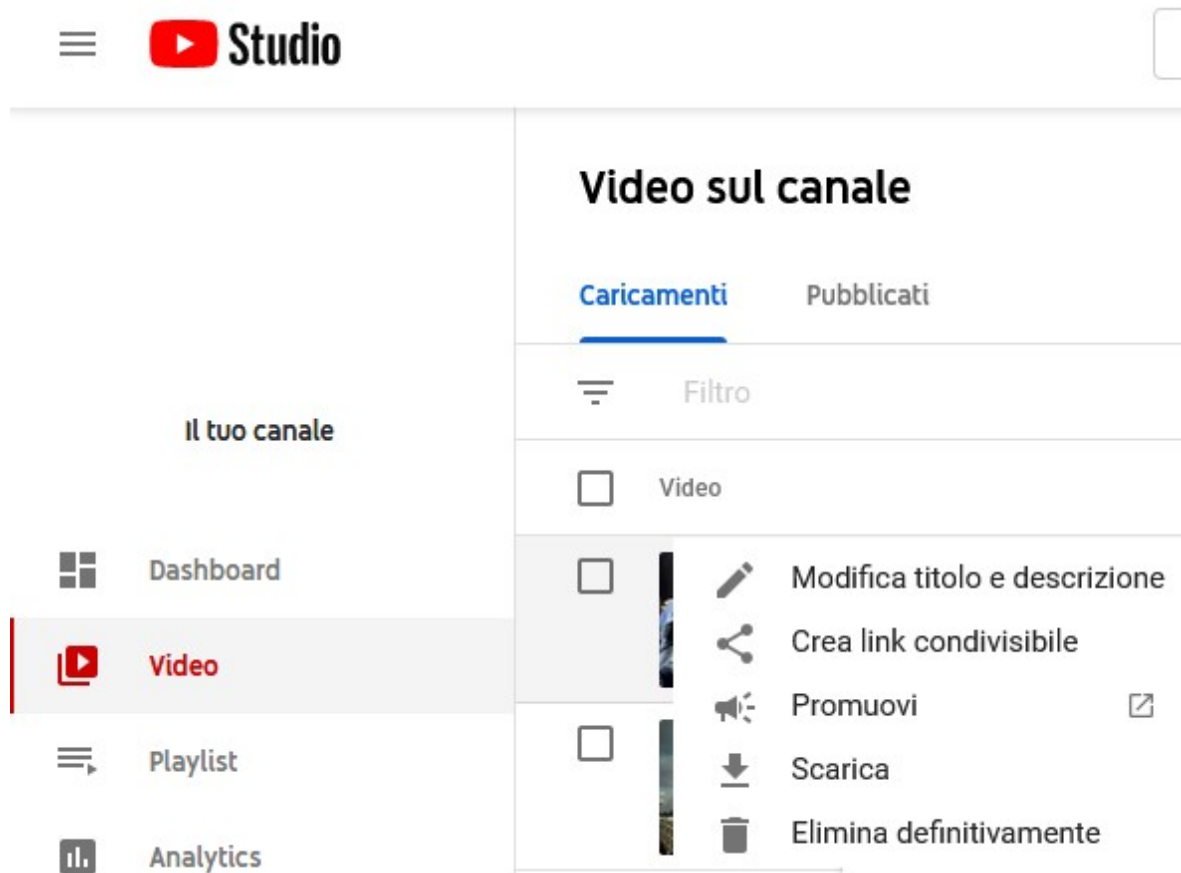 Studio
Video sul canale
Caricamenti Pubblicati
Filtro
Il tuo canale
Video
Dashboard
Video
Playlist
Analytics
Modifica titolo e descrizione
Crea link condivisibile
Promuovi
Scarica
Elimina definitivamente